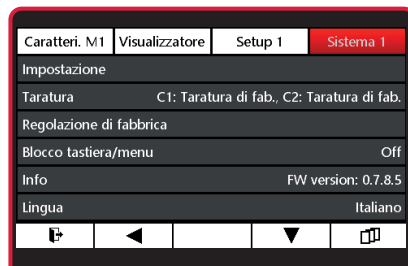 Caratteri. M1 Visualizzatore Setup 1 Sistema 1
Impostazione
Taratura C1: Taratura di fab., C2: Taratura di fab.
Regolazione di fabbrica
Blocco tastiera/menu Off
Info FW version: 0.7.8.5
Lingua Italiano